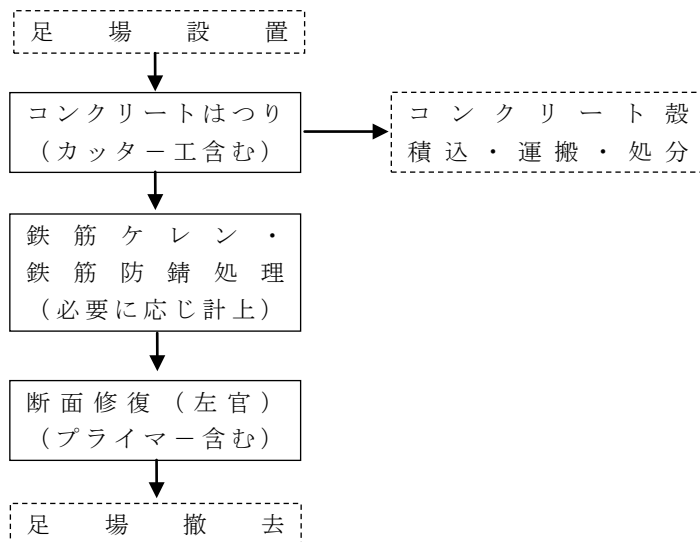 足場設置
コンクリートはつり
(カッター工含む)
コンクリート殻
積込・運搬・処分
鉄筋ケレン・
鉄筋防錆処理
(必要に応じ計上)
断面修復(左官)
(プライマー含む)
足場撤去